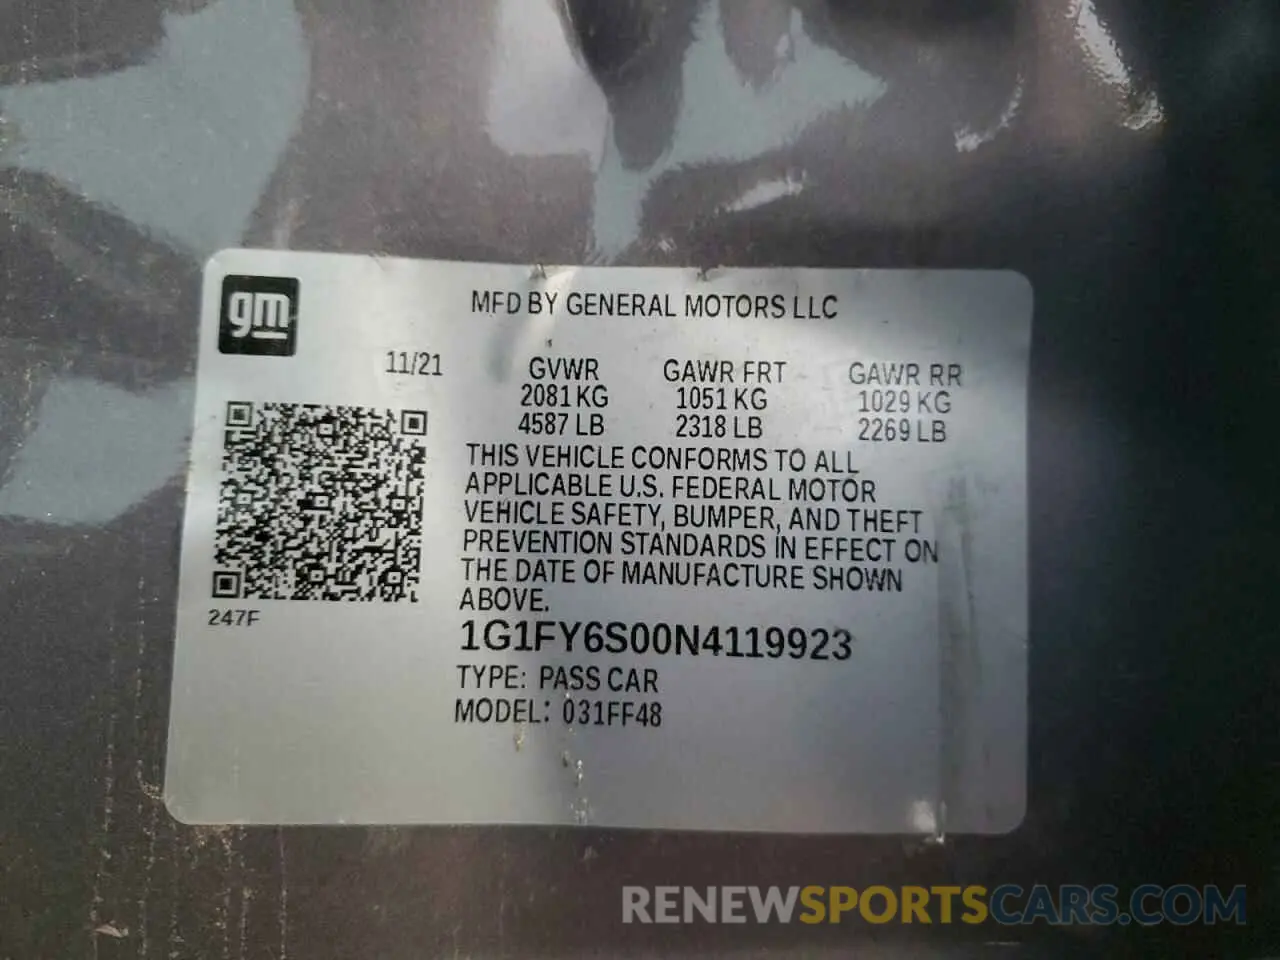 gm
MFD BY GENERAL MOTORS LLC
11/21
GVWR GAWR FRT GAWR RR
2081 KG 1051 KG 1029 KG
4587 LB 2318 LB 2269 LB
THIS VEHICLE CONFORMS TO ALL
APPLICABLE U.S. FEDERAL MOTOR
VEHICLE SAFETY, BUMPER, AND THEFT
PREVENTION STANDARDS IN EFFECT ON
THE DATE OF MANUFACTURE SHOWN
ABOVE.
247F
1G1FY6S00N4119923
TYPE: PASS CAR
MODEL: 031FF48
RENEWSPORTSCARS.COM